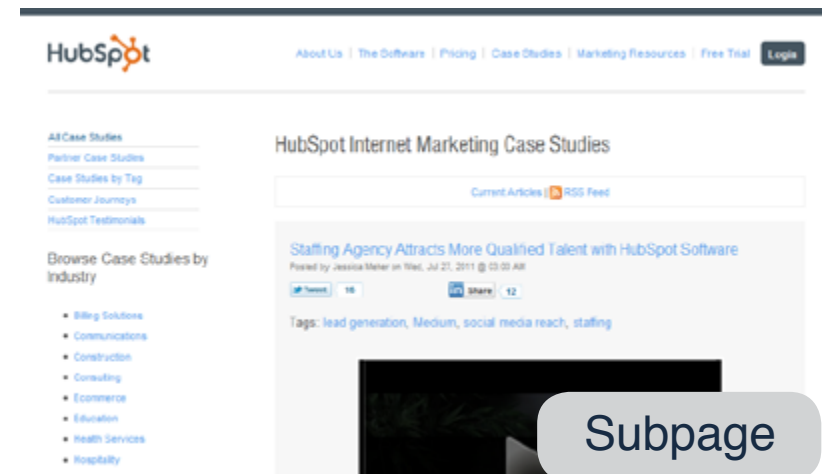 HubSpot
About Us | The Software | Pricing | Case Studies | Marketing Resources | Free Trial Login
All Case Studies
Partner Case Studies
Case Studies by Tag
Customer Journeys
HubSpot Testimonials
Browse Case Studies by
Industry
• Billing Solutions
• Communications
• Construction
• Consulting
• Ecommerce
• Education
• Health Services
• Hospitality
HubSpot Internet Marketing Case Studies
Current Articles | RSS Feed
Staffing Agency Attracts More Qualified Talent with HubSpot Software
Posted by Jessica Meher on Wed, Jul 27, 2011 @ 03:00 AM
Tweet 16 in Share 12
Tags: lead generation, Medium, social media reach, staffing
Subpage